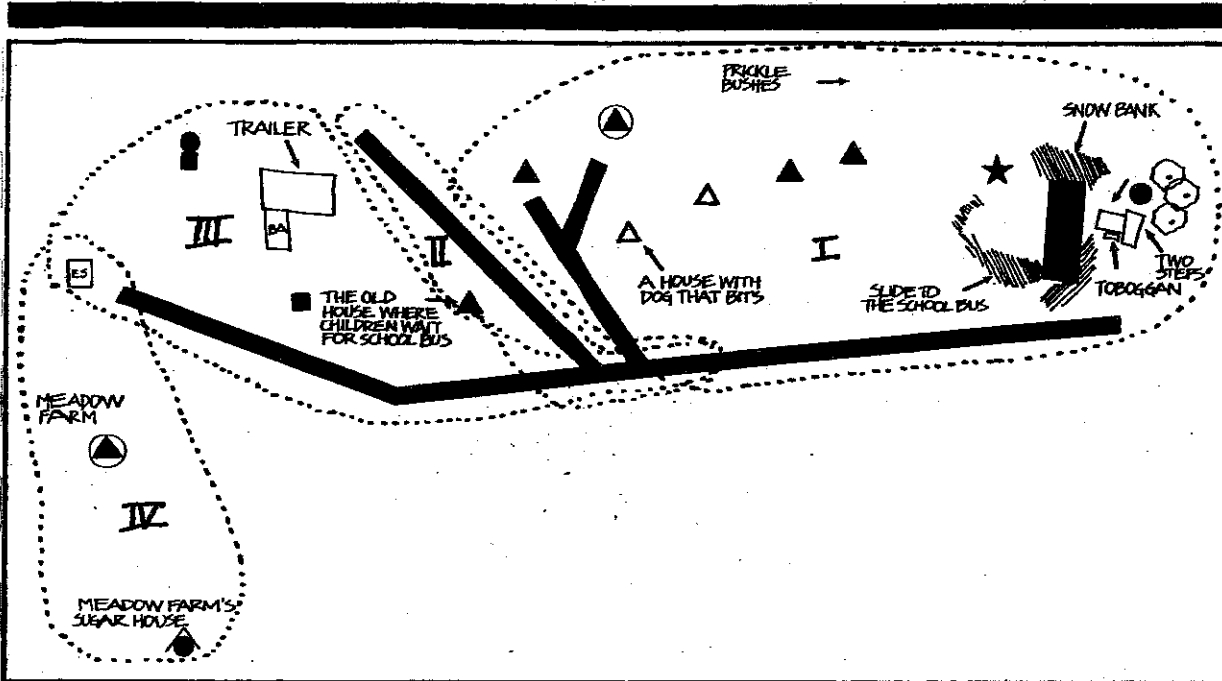 PRICKLE
BUSHES
SNOW BANK
TRAILER
BA
III
II
I
ES
THE OLD
HOUSE WHERE
CHILDREN WAIT
FOR SCHOOL BUS
A HOUSE WITH
DOG THAT BITS
SLIDE TO
THE SCHOOL BUS
TWO
STEPS
TOBOGGAN
MEADOW
FARM
IV
MEADOW FARM'S
SUGAR HOUSE